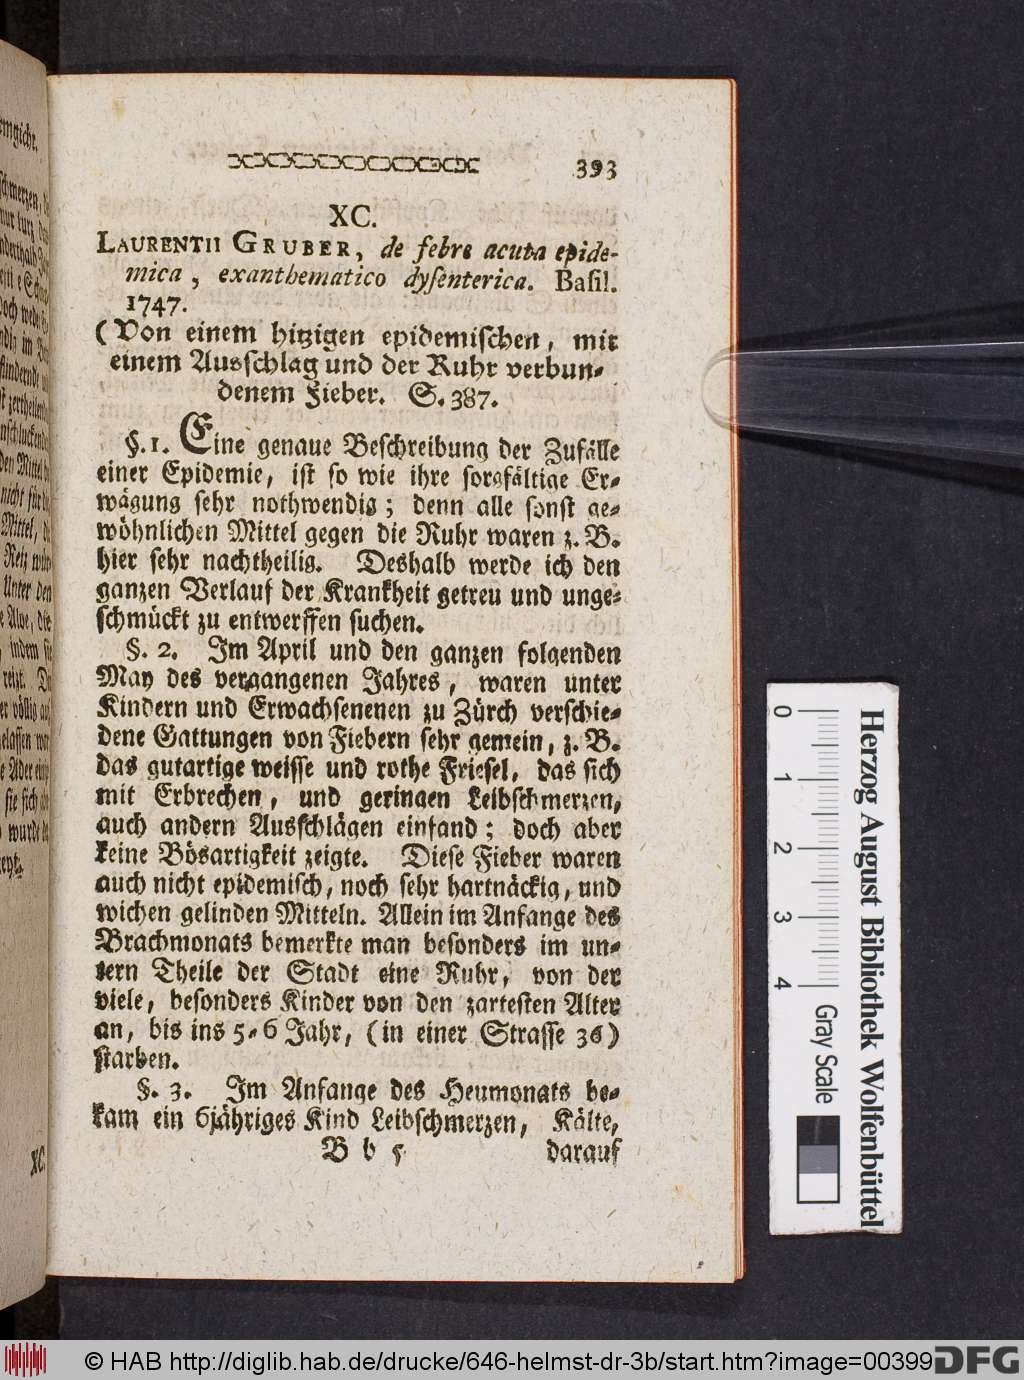 393
XC.
LAURENTII GRUBER, de febre acuta epide-
mica, exanthematico dyſenterica. Baſil.
1747.
(Von einem hitzigen epidemischen, mit
einem Ausschlag und der Ruhr verbun-
denem Fieber. S. 387.
§. 1. Eine genaue Beschreibung der Zufälle
einer Epidemie, ist so wie ihre sorgfältige Er-
wägung sehr nothwendig; denn alle sonst ge-
wöhnlichen Mittel gegen die Ruhr waren z. B.
hier sehr nachtheilig. Deshalb werde ich den
ganzen Verlauf der Krankheit getreu und unge-
schmückt zu entwerffen suchen.
§. 2. Im April und den ganzen folgenden
May des vergangenen Jahres, waren unter
Kindern und Erwachsenenen zu Zürch verschie-
dene Gattungen von Fiebern sehr gemein, z. B.
das gutartige weisse und rothe Friesel, das sich
mit Erbrechen, und geringen Leibschmerzen,
auch andern Ausschlägen einfand; doch aber
keine Bösartigkeit zeigte. Diese Fieber waren
auch nicht epidemisch, noch sehr hartnäckig, und
wichen gelinden Mitteln. Allein im Anfange des
Brachmonats bemerkte man besonders im un-
tern Theile der Stadt eine Ruhr, von der
viele, besonders Kinder von den zartesten Alter
an, bis ins 5-6 Jahr, (in einer Strasse 36)
starben.
§. 3. Im Anfange des Heumonats be-
kam ein 6jähriges Kind Leibschmerzen, Kälte,
B b 5 darauf
0 1 2 3 4
Herzog August Bibliothek Wolfenbüttel
Gray Scale
© HAB http://diglib.hab.de/drucke/646-helmst-dr-3b/start.htm?image=00399
DFG